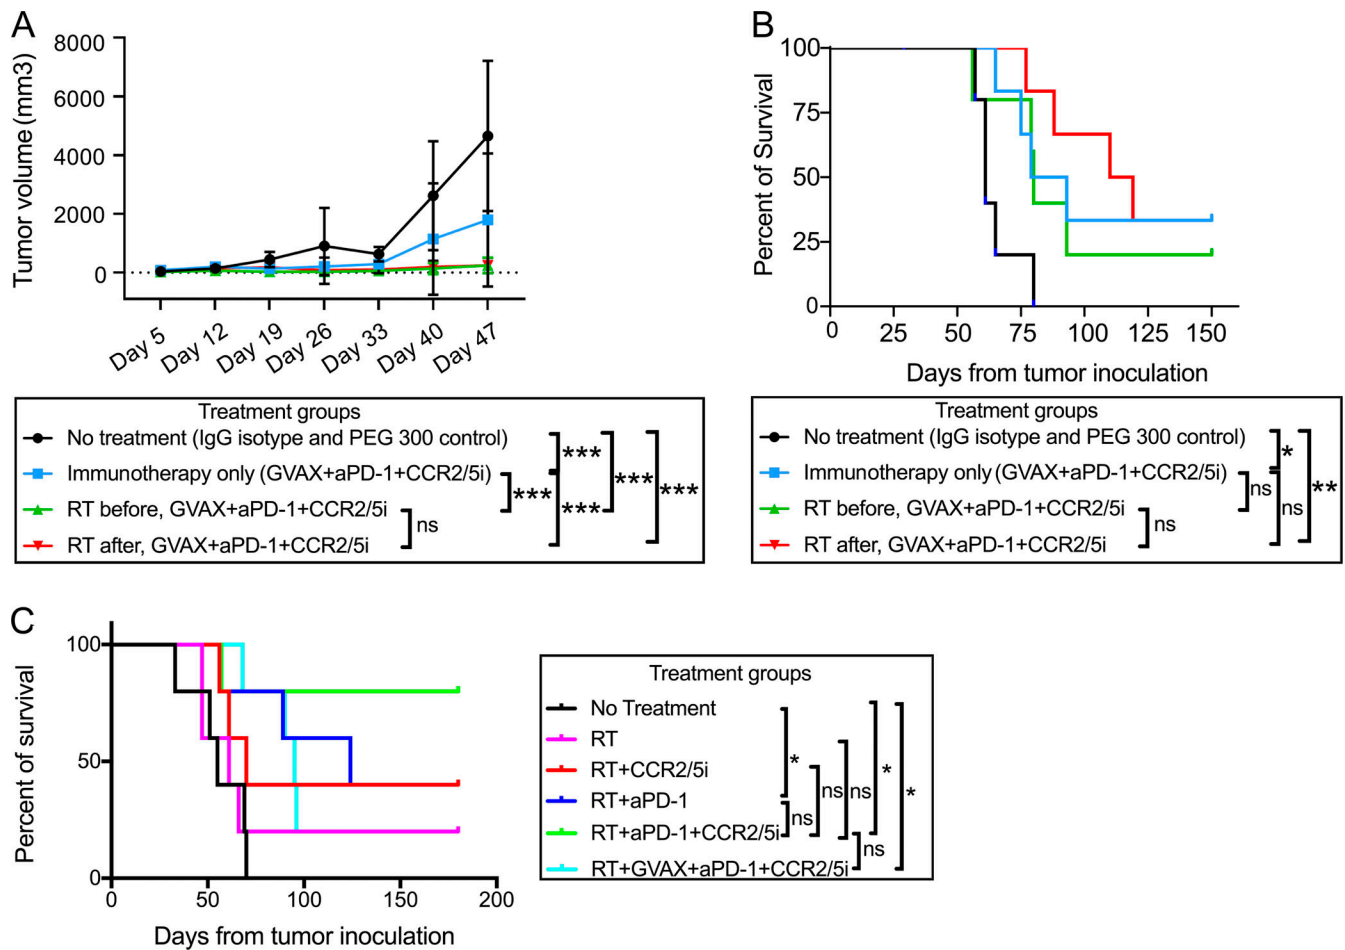 A
Tumor volume (mm3)
8000
6000
4000
2000
0
Day 5
Day 12
Day 19
Day 26
Day 33
Day 40
Day 47
Treatment groups
No treatment (IgG isotype and PEG 300 control)
Immunotherapy only (GVAX+aPD-1+CCR2/5i)
RT before, GVAX+aPD-1+CCR2/5i
RT after, GVAX+aPD-1+CCR2/5i
***
***
***
***
***
ns
B
Percent of Survival
100
75
50
25
0
0 25 50 75 100 125 150
Days from tumor inoculation
Treatment groups
No treatment (IgG isotype and PEG 300 control)
Immunotherapy only (GVAX+aPD-1+CCR2/5i)
RT before, GVAX+aPD-1+CCR2/5i
RT after, GVAX+aPD-1+CCR2/5i
*
ns
ns
**
ns
C
Percent of survival
100
50
0
0 50 100 150 200
Days from tumor inoculation
Treatment groups
No Treatment
RT
RT+CCR2/5i
RT+aPD-1
RT+aPD-1+CCR2/5i
RT+GVAX+aPD-1+CCR2/5i
*
ns
ns
ns
*
*
ns